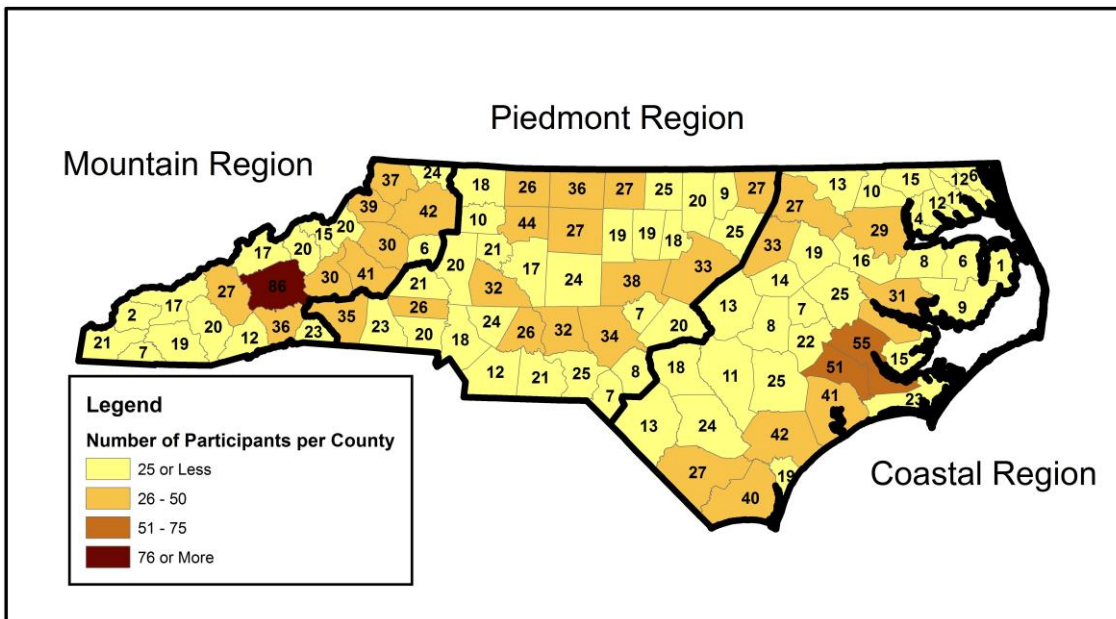 Piedmont Region
Mountain Region
37 24 18 26 36 27 25 20 9 27 13 10 15 12 6
39 42 10 44 27 19 19 18 25 27 29 4 12 11
17 20 15 20 30 6 20 21 17 24 38 33 33 19 16 8 6 1
27 86 30 41 21 32 14 25 31 9
2 17 20 12 36 23 35 23 26 20 18 24 26 32 34 7 20 13 8 7 22 55 15
21 7 19 12 21 25 7 8 18 11 25 51 41 23
13 24 42
27 40 19
Coastal Region
Legend
Number of Participants per County
25 or Less
26 - 50
51 - 75
76 or More